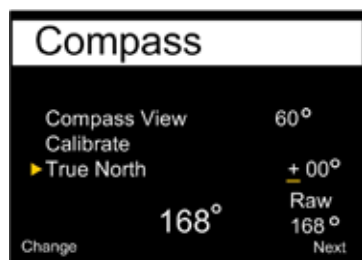 Compass
Compass View 60°
Calibrate
True North + 00°
Raw
168° 168°
Change Next